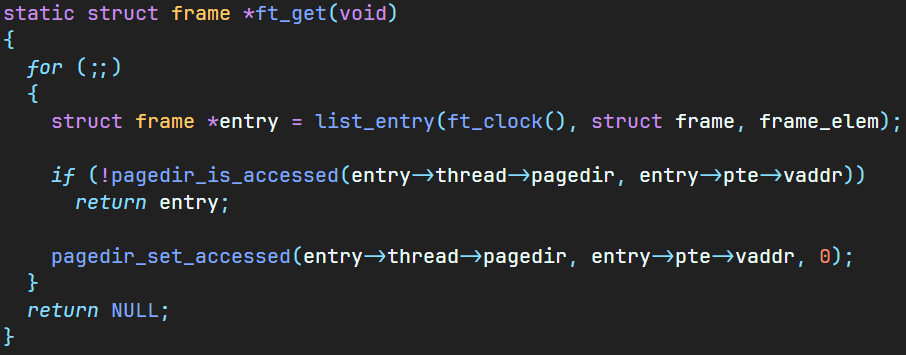 static struct frame *ft_get(void)
{
  for (;;)
  {
    struct frame *entry = list_entry(ft_clock(), struct frame, frame_elem);
    if (!pagedir_is_accessed(entry->thread->pagedir, entry->pte->vaddr))
      return entry;
    pagedir_set_accessed(entry->thread->pagedir, entry->pte->vaddr, 0);
  }
  return NULL;
}